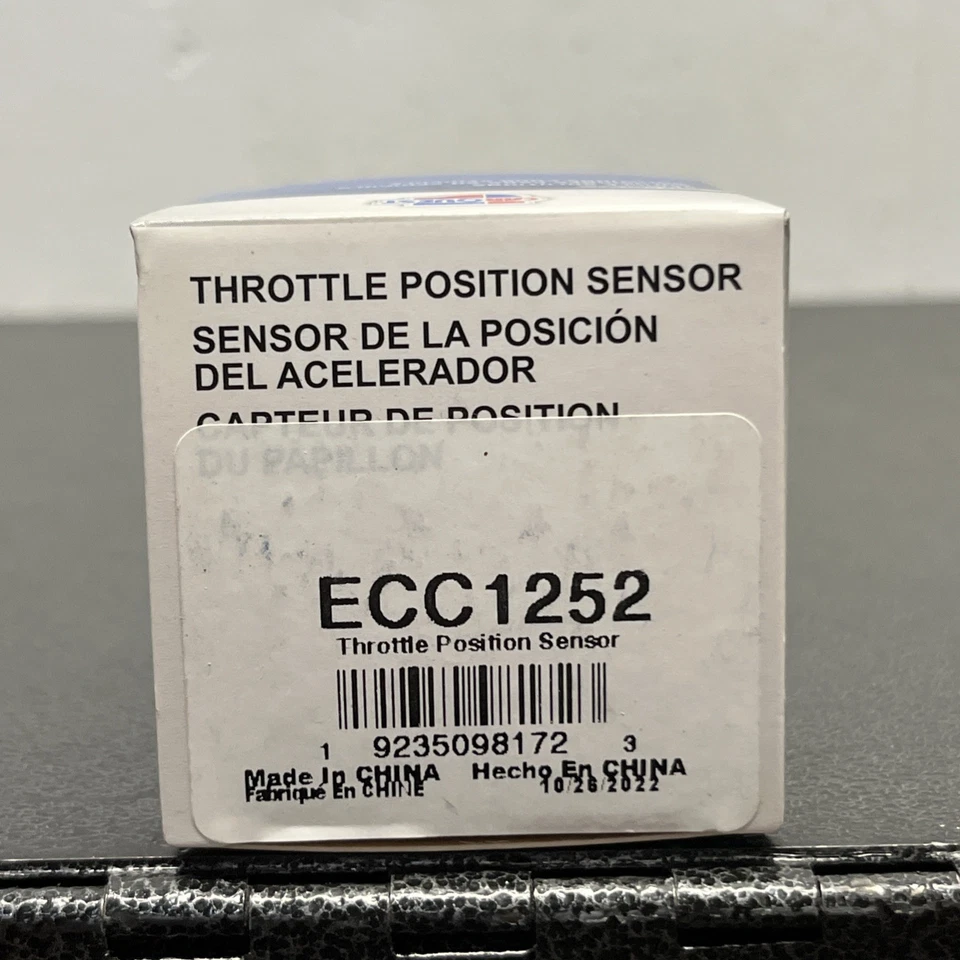 THROTTLE POSITION SENSOR
SENSOR DE LA POSICIÓN
DEL ACELERADOR
CAPTEUR DE POSITION
DU PAPILLON
ECC1252
Throttle Position Sensor
1 9235098172 3
Made In CHINA Hecho En CHINA
Fabriqué En CHINE 10/26/2022